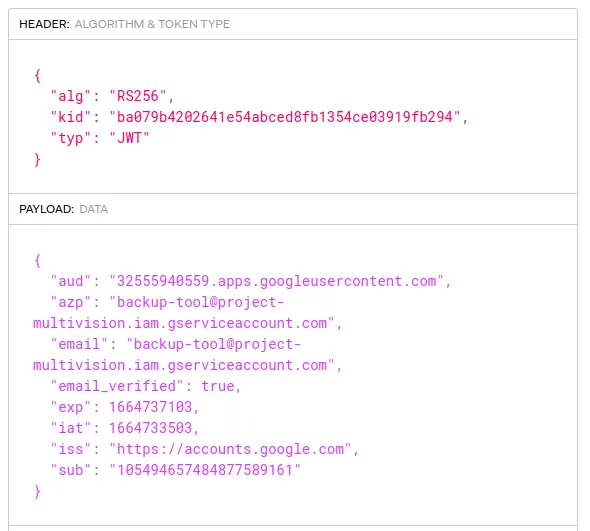 HEADER: ALGORITHM & TOKEN TYPE
{
"alg": "RS256",
"kid": "ba079b4202641e54abced8fb1354ce03919fb294",
"typ": "JWT"
}
PAYLOAD: DATA
{
"aud": "32555940559.apps.googleusercontent.com",
"azp": "backup-tool@project-
multivision.iam.gserviceaccount.com",
"email": "backup-tool@project-
multivision.iam.gserviceaccount.com",
"email_verified": true,
"exp": 1664737103,
"iat": 1664733503,
"iss": "https://accounts.google.com",
"sub": "105494657484877589161"
}